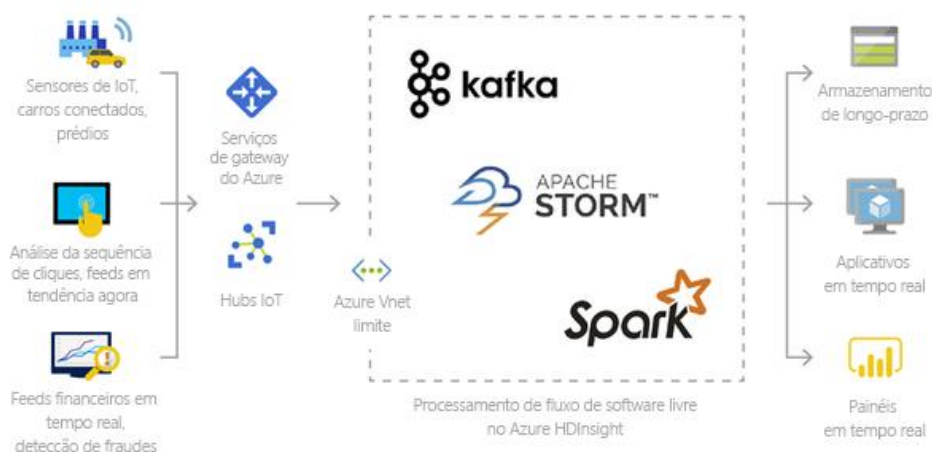 Sensores de IoT,
carros conectados,
prédios
Análise da sequência
de cliques, feeds em
tendência agora
Feeds financeiros em
tempo real,
detecção de fraudes
Serviços
de gateway
do Azure
Hubs IoT
Azure Vnet
limite
kafka
APACHE
STORM™
Spark
Processamento de fluxo de software livre
no Azure HDInsight
Armazenamento
de longo-prazo
Aplicativos
em tempo real
Painéis
em tempo real